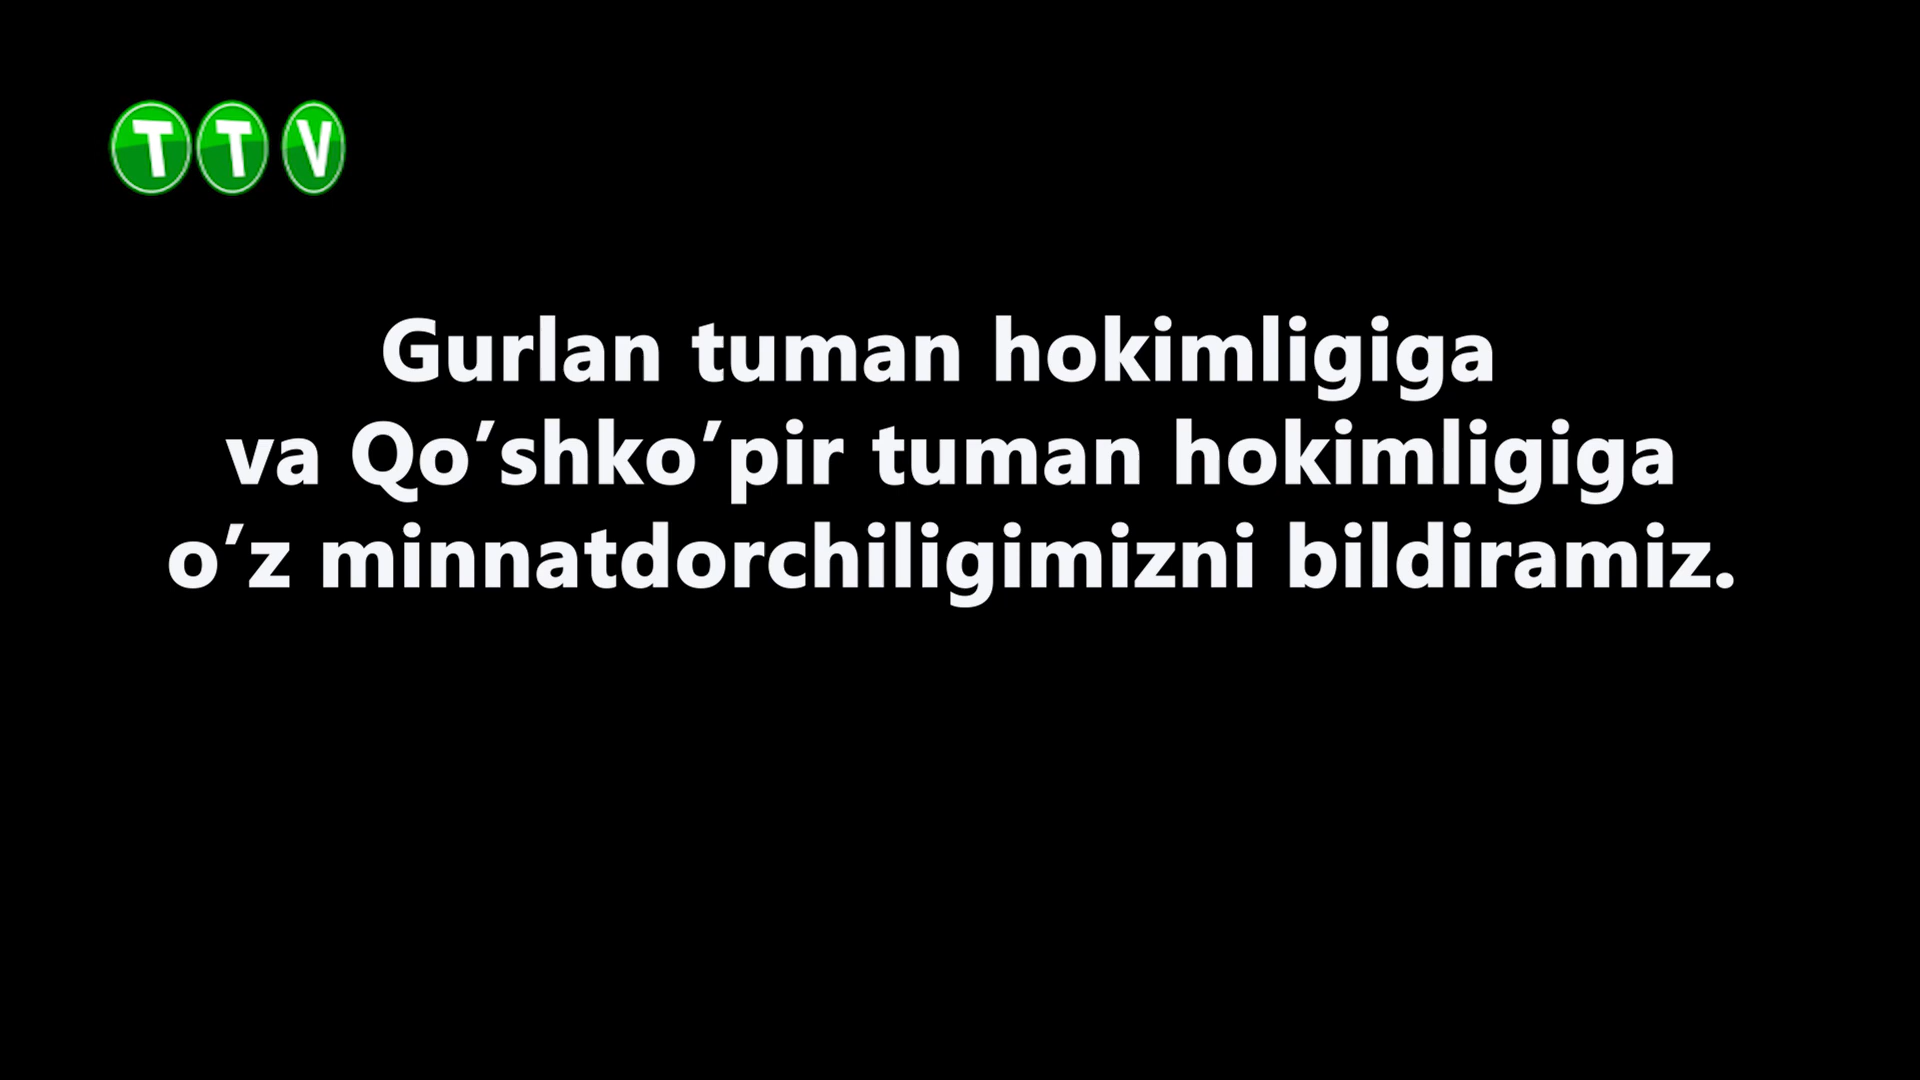 TTV
Gurlan tuman hokimligiga
va Qo’shko’pir tuman hokimligiga
o’z minnatdorchiligimizni bildiramiz.